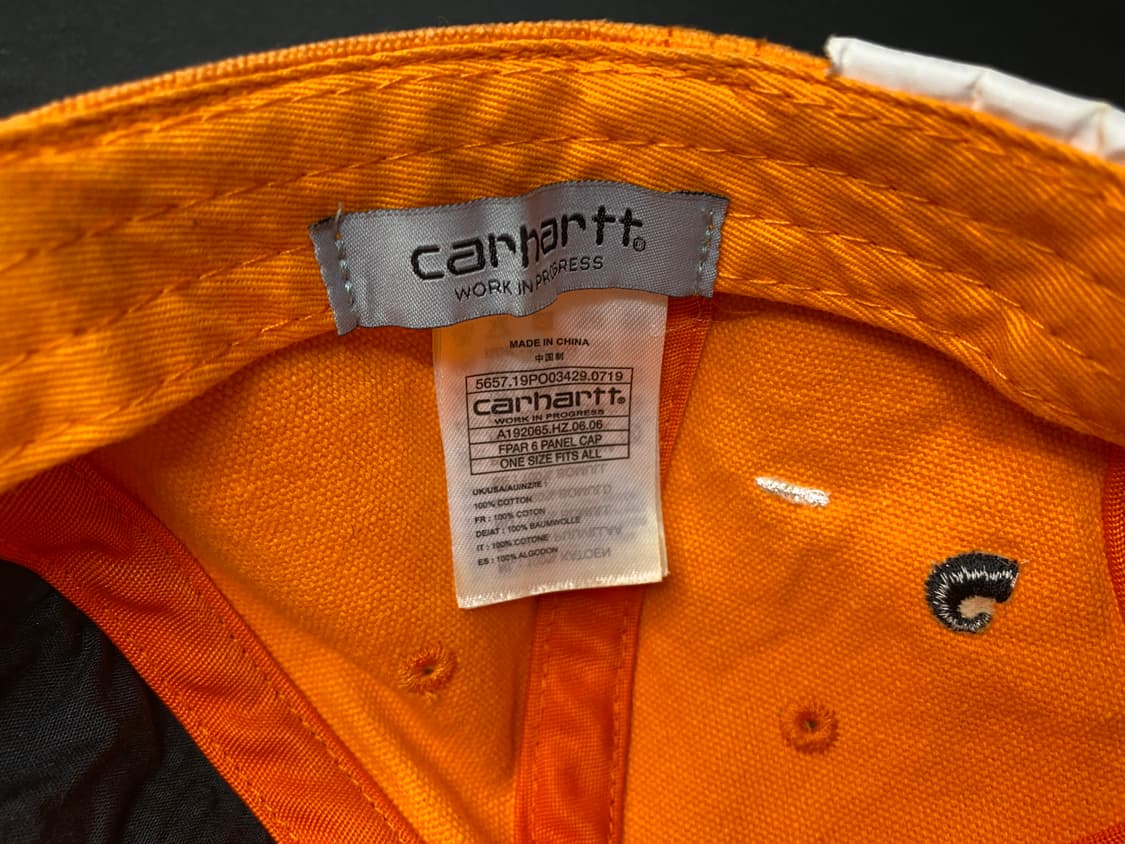 carhartt®
WORK IN PROGRESS
MADE IN CHINA
中国制
5657.19PO03429.0719
carhartt®
WORK IN PROGRESS
A192065.HZ.06.06
FPAR 6 PANEL CAP
ONE SIZE FITS ALL
UK/USA/AU/NZ/IE :
100% COTTON
FR : 100% COTON
DE/AT : 100% BAUMWOLLE
IT : 100% COTONE
ES : 100% ALGODON